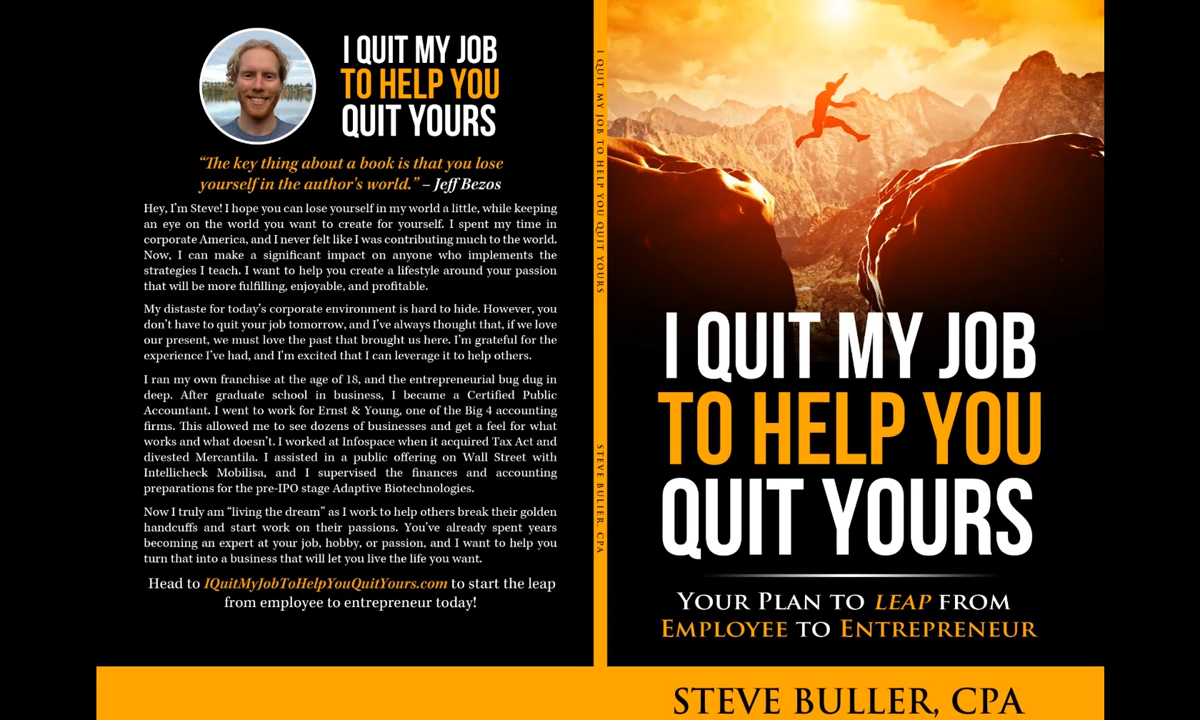 I QUIT MY JOB
TO HELP YOU
QUIT YOURS
“The key thing about a book is that you lose
yourself in the author's world.” – Jeff Bezos
Hey, I’m Steve! I hope you can lose yourself in my world a little, while keeping
an eye on the world you want to create for yourself. I spent my time in
corporate America, and I never felt like I was contributing much to the world.
Now, I can make a significant impact on anyone who implements the
strategies I teach. I want to help you create a lifestyle around your passion
that will be more fulfilling, enjoyable, and profitable.
My distaste for today’s corporate environment is hard to hide. However, you
don’t have to quit your job tomorrow, and I’ve always thought that, if we love
our present, we must love the past that brought us here. I’m grateful for the
experience I’ve had, and I’m excited that I can leverage it to help others.
I ran my own franchise at the age of 18, and the entrepreneurial bug dug in
deep. After graduate school in business, I became a Certified Public
Accountant. I went to work for Ernst & Young, one of the Big 4 accounting
firms. This allowed me to see dozens of businesses and get a feel for what
works and what doesn’t. I worked at Infospace when it acquired Tax Act and
divested Mercantila. I assisted in a public offering on Wall Street with
Intellicheck Mobilisa, and I supervised the finances and accounting
preparations for the pre-IPO stage Adaptive Biotechnologies.
Now I truly am “living the dream” as I work to help others break their golden
handcuffs and start work on their passions. You’ve already spent years
becoming an expert at your job, hobby, or passion, and I want to help you
turn that into a business that will let you live the life you want.
Head to IQuitMyJobToHelpYouQuitYours.com to start the leap
from employee to entrepreneur today!
I QUIT MY JOB TO HELP YOU QUIT YOURS
STEVE BULLER, CPA
I QUIT MY JOB
TO HELP YOU
QUIT YOURS
YOUR PLAN TO LEAP FROM
EMPLOYEE TO ENTREPRENEUR
STEVE BULLER, CPA